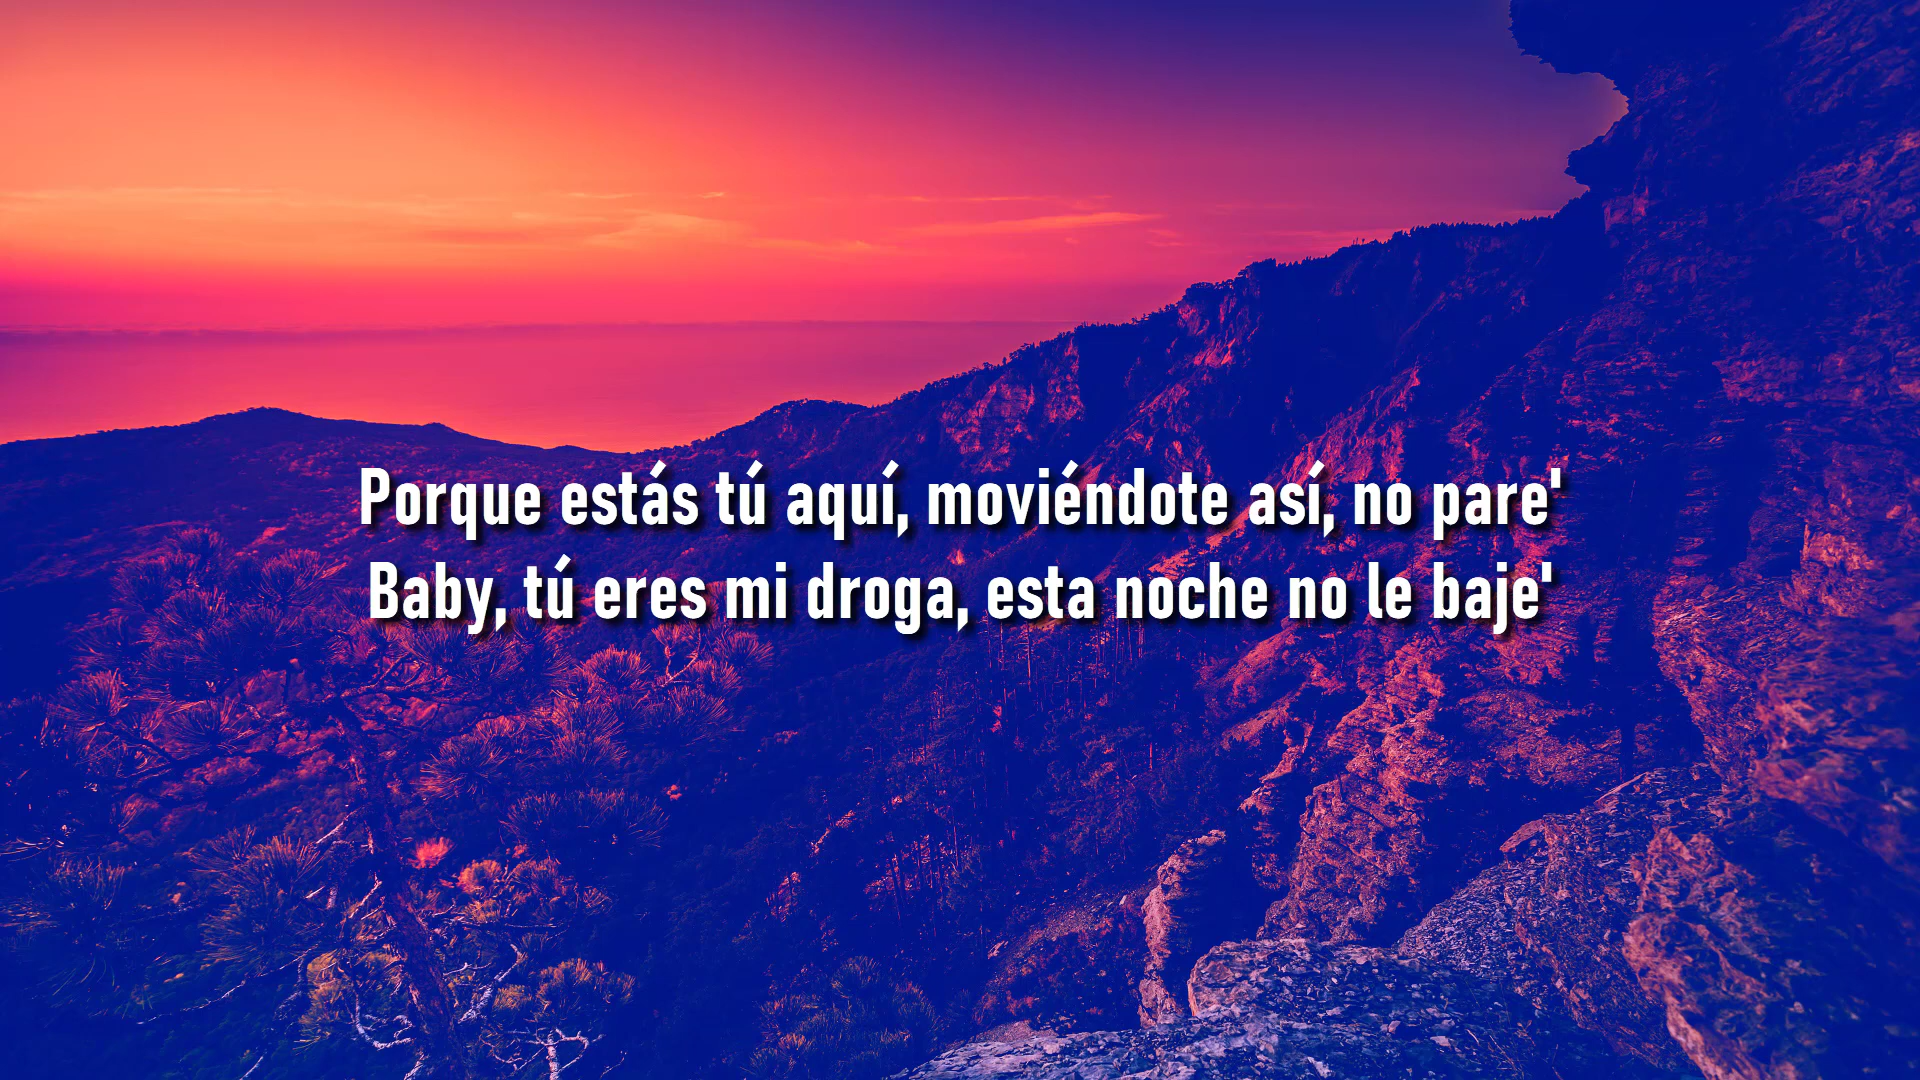 Porque estás tú aquí, moviéndote así, no pare'
Baby, tú eres mi droga, esta noche no le baje'